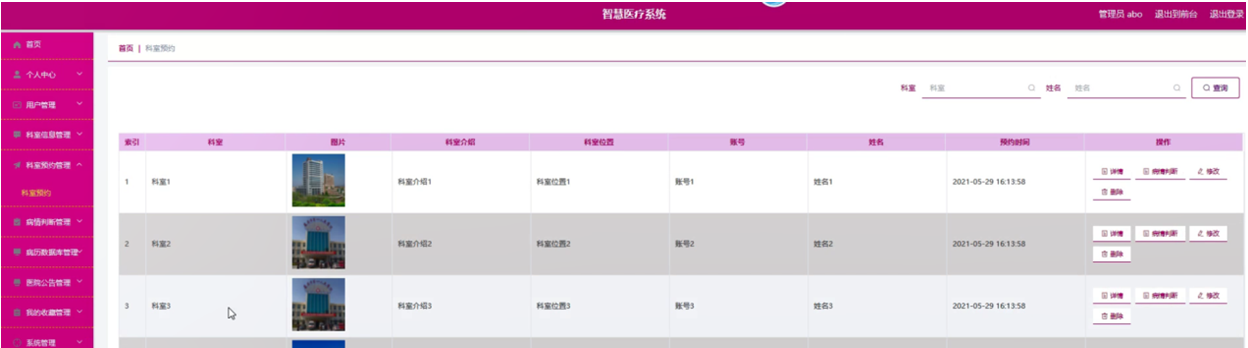 智慧医疗系统
管理员 abo 退出到前台 退出登录
首页
个人中心
用户管理
科室信息管理
科室预约管理
科室预约
病情判断管理
病历数据库管理
医院公告管理
我的收藏管理
系统管理
首页 | 科室预约
科室 科室 姓名 姓名 查询
索引 科室 图片 科室介绍 科室位置 账号 姓名 预约时间 操作
1 科室1 科室介绍1 科室位置1 账号1 姓名1 2021-05-29 16:13:58 详情 病情判断 修改
删除
2 科室2 科室介绍2 科室位置2 账号2 姓名2 2021-05-29 16:13:58 详情 病情判断 修改
删除
3 科室3 科室介绍3 科室位置3 账号3 姓名3 2021-05-29 16:13:58 详情 病情判断 修改
删除